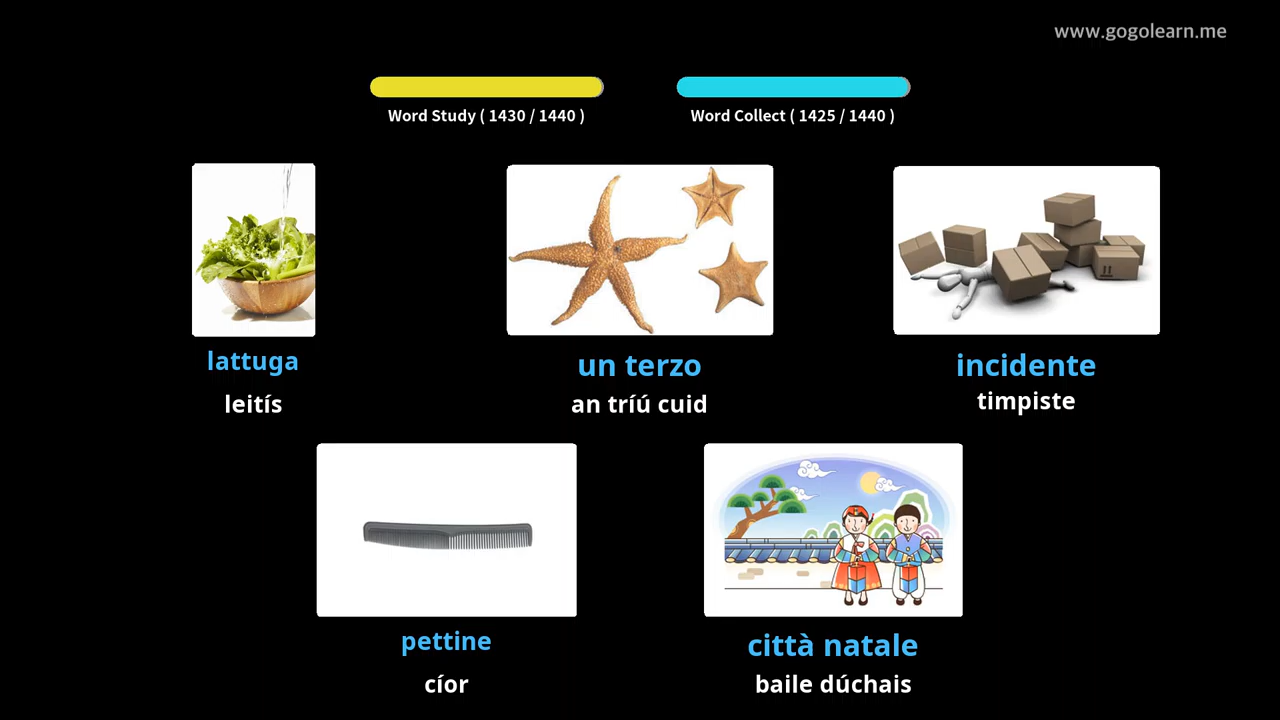 www.gogolearn.me
Word Study ( 1430 / 1440 )
Word Collect ( 1425 / 1440 )
lattuga
leitís
un terzo
an tríú cuid
incidente
timpiste
pettine
cíor
città natale
baile dúchais